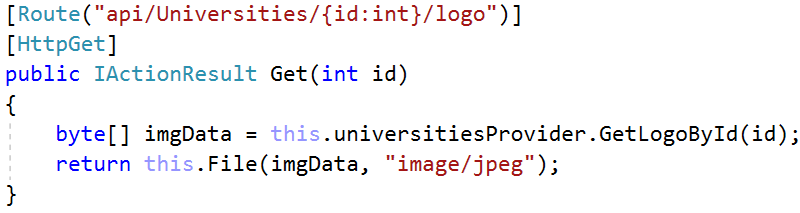 [Route("api/Universities/{id:int}/logo")]
[HttpGet]
public IActionResult Get(int id)
{
    byte[] imgData = this.universitiesProvider.GetLogoById(id);
    return this.File(imgData, "image/jpeg");
}